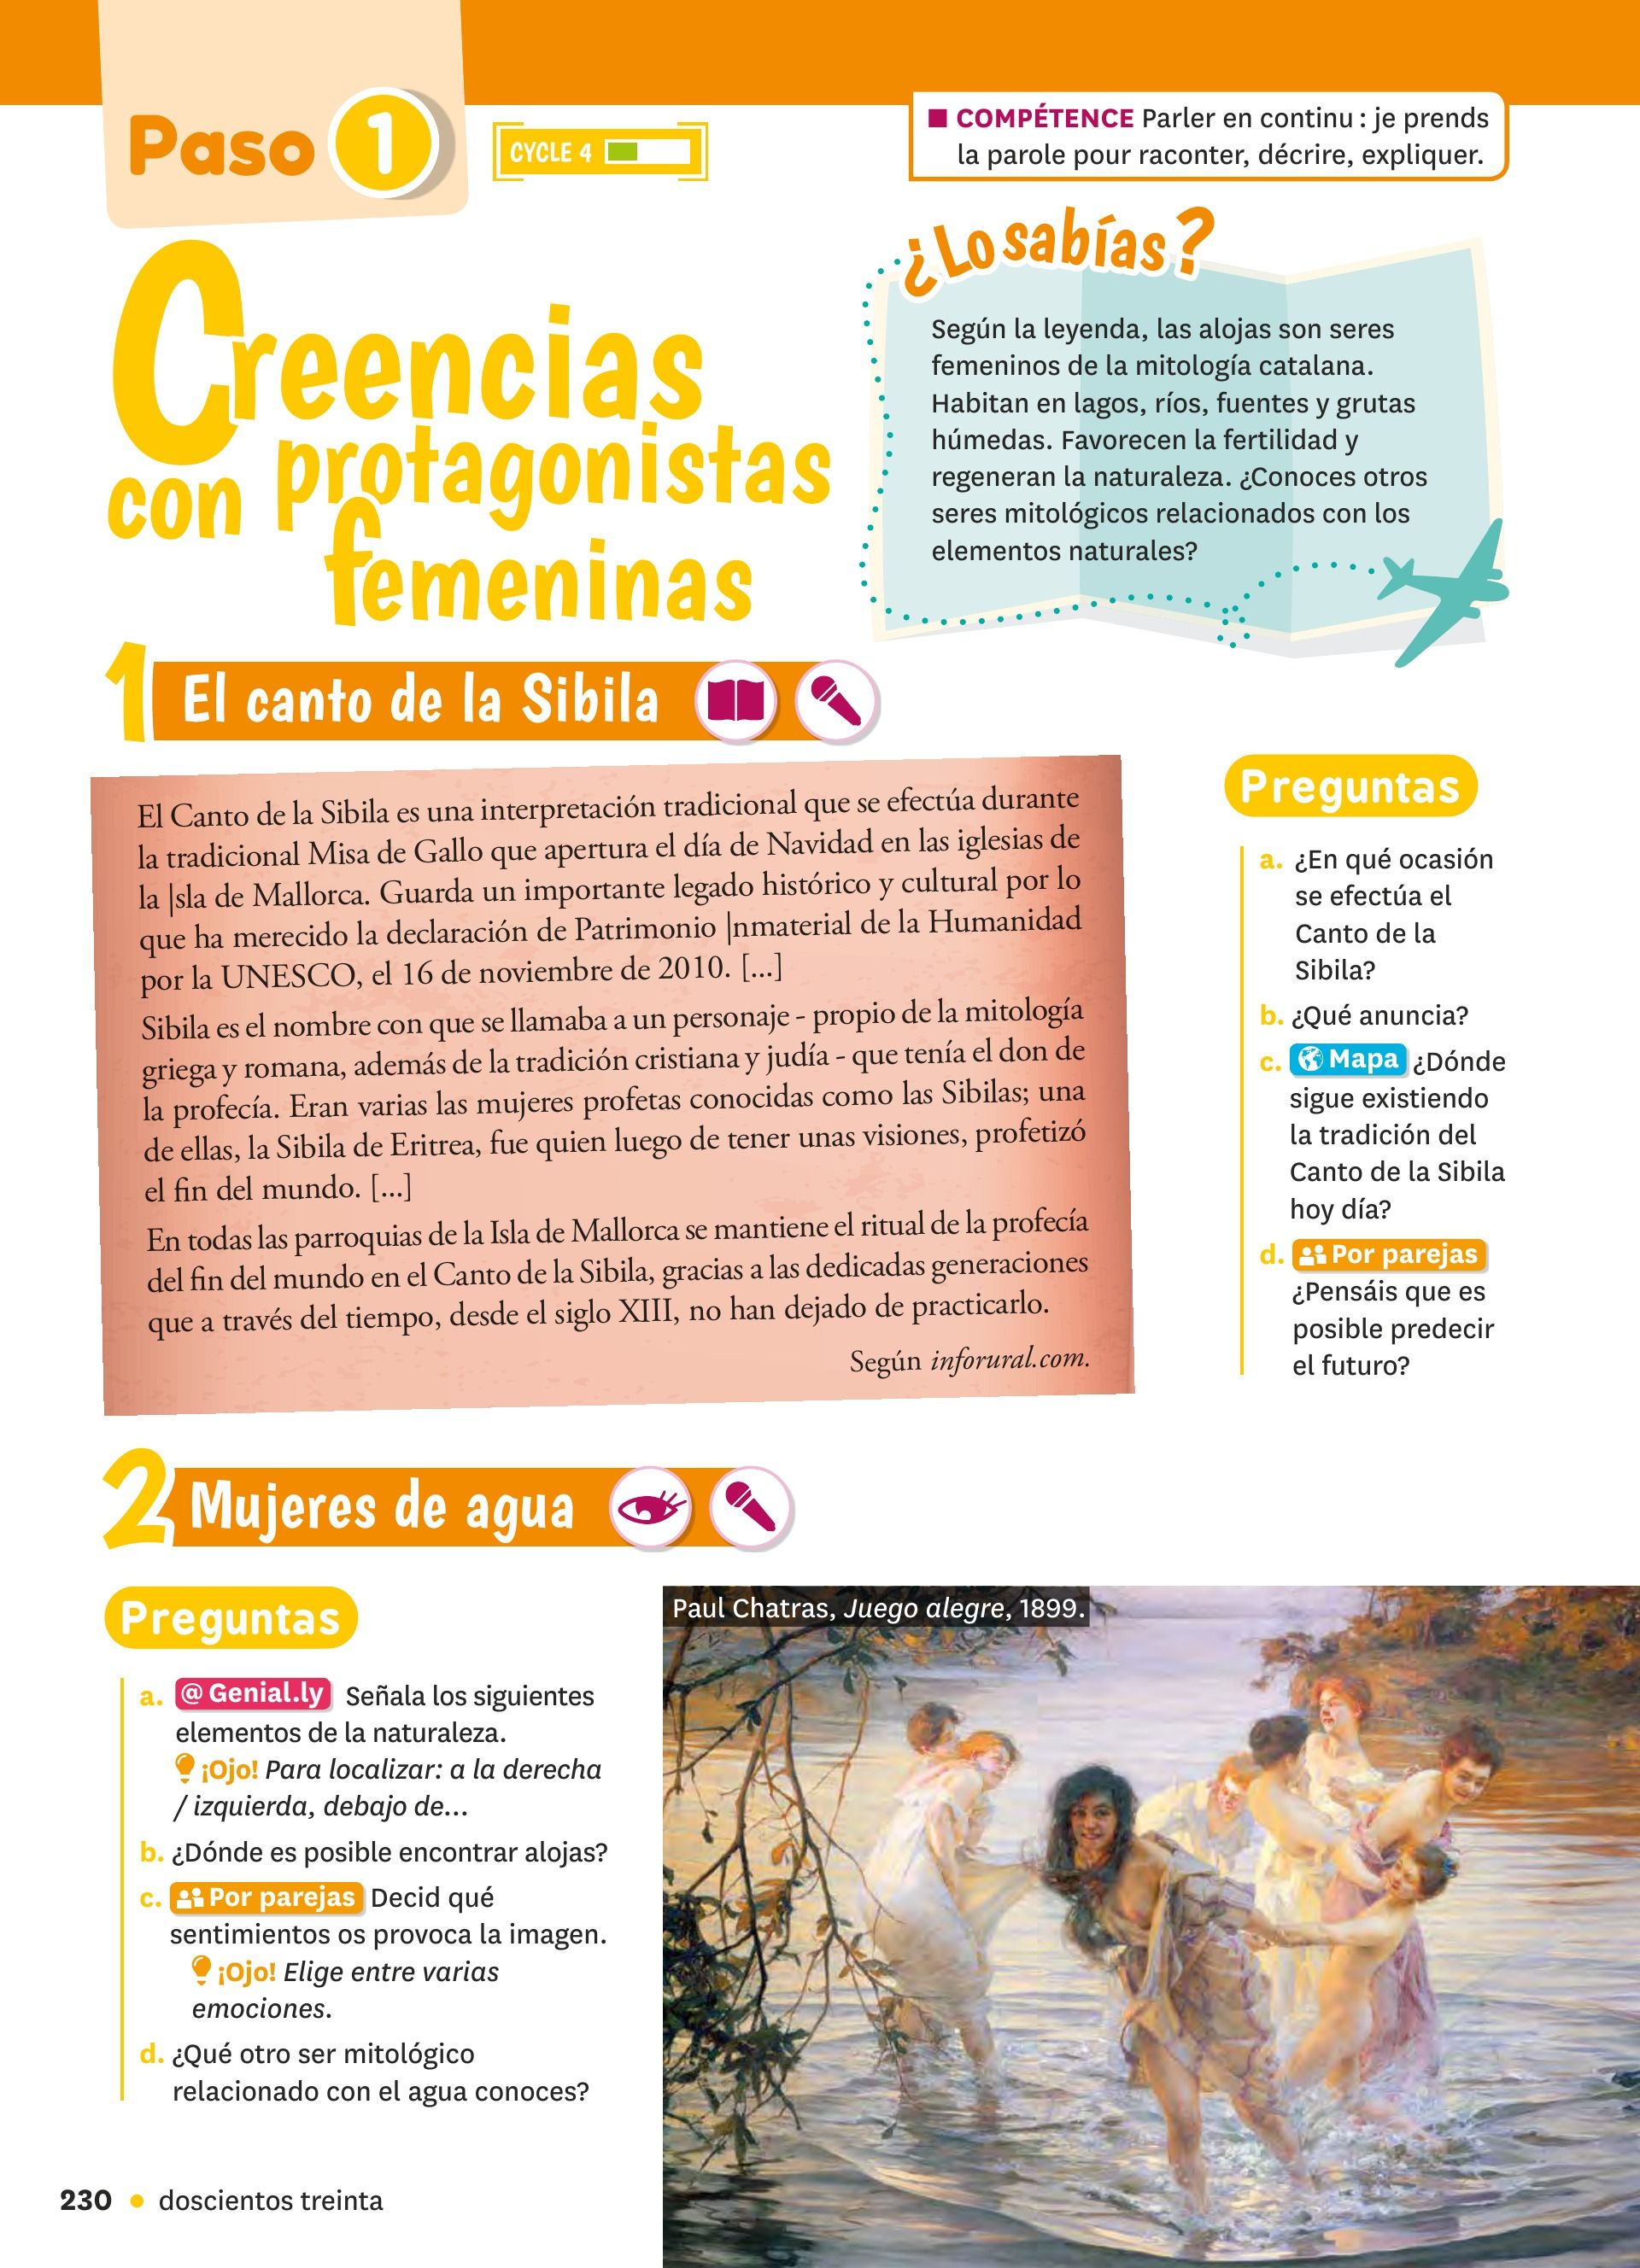 Paso 1
CYCLE 4
■ COMPÉTENCE Parler en continu : je prends
la parole pour raconter, décrire, expliquer.
Creencias
con protagonistas
femeninas
¿Lo sabías?
Según la leyenda, las alojas son seres
femeninos de la mitología catalana.
Habitan en lagos, ríos, fuentes y grutas
húmedas. Favorecen la fertilidad y
regeneran la naturaleza. ¿Conoces otros
seres mitológicos relacionados con los
elementos naturales?
1 El canto de la Sibila
El Canto de la Sibila es una interpretación tradicional que se efectúa durante
la tradicional Misa de Gallo que apertura el día de Navidad en las iglesias de
la |sla de Mallorca. Guarda un importante legado histórico y cultural por lo
que ha merecido la declaración de Patrimonio |nmaterial de la Humanidad
por la UNESCO, el 16 de noviembre de 2010. [...]
Sibila es el nombre con que se llamaba a un personaje - propio de la mitología
griega y romana, además de la tradición cristiana y judía - que tenía el don de
la profecía. Eran varias las mujeres profetas conocidas como las Sibilas; una
de ellas, la Sibila de Eritrea, fue quien luego de tener unas visiones, profetizó
el fin del mundo. [...]
En todas las parroquias de la Isla de Mallorca se mantiene el ritual de la profecía
del fin del mundo en el Canto de la Sibila, gracias a las dedicadas generaciones
que a través del tiempo, desde el siglo XIII, no han dejado de practicarlo.
Según inforural.com.
Preguntas
a. ¿En qué ocasión
se efectúa el
Canto de la
Sibila?
b. ¿Qué anuncia?
c. Mapa ¿Dónde
sigue existiendo
la tradición del
Canto de la Sibila
hoy día?
d. Por parejas
¿Pensáis que es
posible predecir
el futuro?
2 Mujeres de agua
Preguntas
a. @ Genial.ly Señala los siguientes
elementos de la naturaleza.
¡Ojo! Para localizar: a la derecha
/ izquierda, debajo de...
b. ¿Dónde es posible encontrar alojas?
c. Por parejas Decid qué
sentimientos os provoca la imagen.
¡Ojo! Elige entre varias
emociones.
d. ¿Qué otro ser mitológico
relacionado con el agua conoces?
Paul Chatras, Juego alegre, 1899.
230 • doscientos treinta